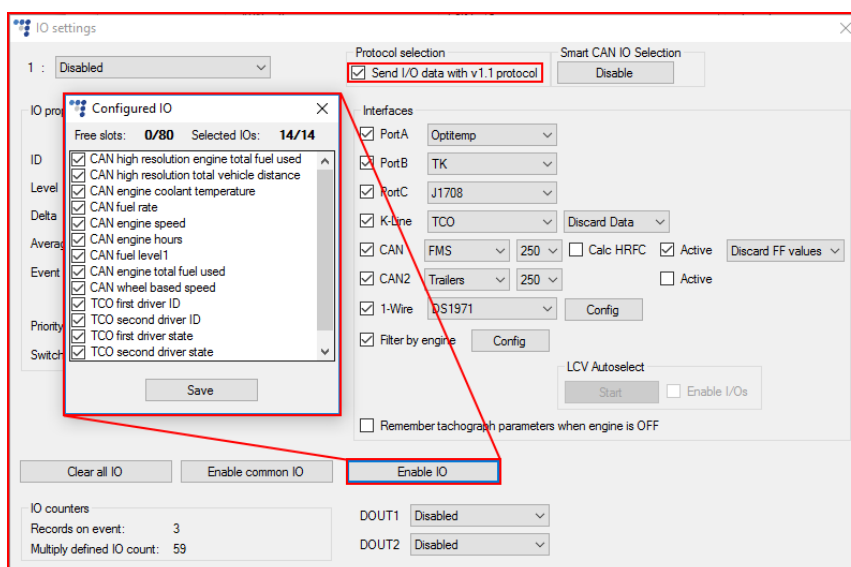 IO settings
1 : Disabled
Protocol selection
Send I/O data with v1.1 protocol
Smart CAN IO Selection
Disable
IO prop
ID
Level
Delta
Averag
Event
Priority
Switch
Configured IO
Free slots: 0/80 Selected IOs: 14/14
CAN high resolution engine total fuel used
CAN high resolution total vehicle distance
CAN engine coolant temperature
CAN fuel rate
CAN engine speed
CAN engine hours
CAN fuel level1
CAN engine total fuel used
CAN wheel based speed
TCO first driver ID
TCO second driver ID
TCO first driver state
TCO second driver state
Save
Interfaces
PortA Optitemp
PortB TK
PortC J1708
K-Line TCO Discard Data
CAN FMS 250 Calc HRFC Active Discard FF values
CAN2 Trailers 250 Active
1-Wire DS1971 Config
Filter by engine Config
LCV Autoselect
Start Enable I/Os
Remember tachograph parameters when engine is OFF
Clear all IO Enable common IO Enable IO
IO counters
Records on event: 3
Multiply defined IO count: 59
DOUT1 Disabled
DOUT2 Disabled